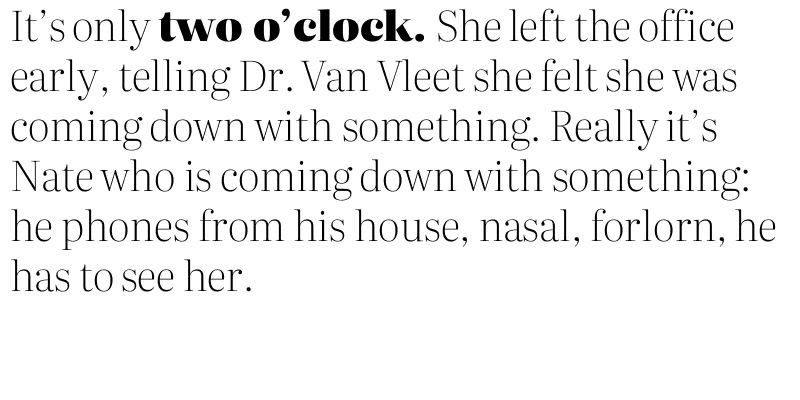 It’s only two o’clock. She left the office
early, telling Dr. Van Vleet she felt she was
coming down with something. Really it’s
Nate who is coming down with something:
he phones from his house, nasal, forlorn, he
has to see her.